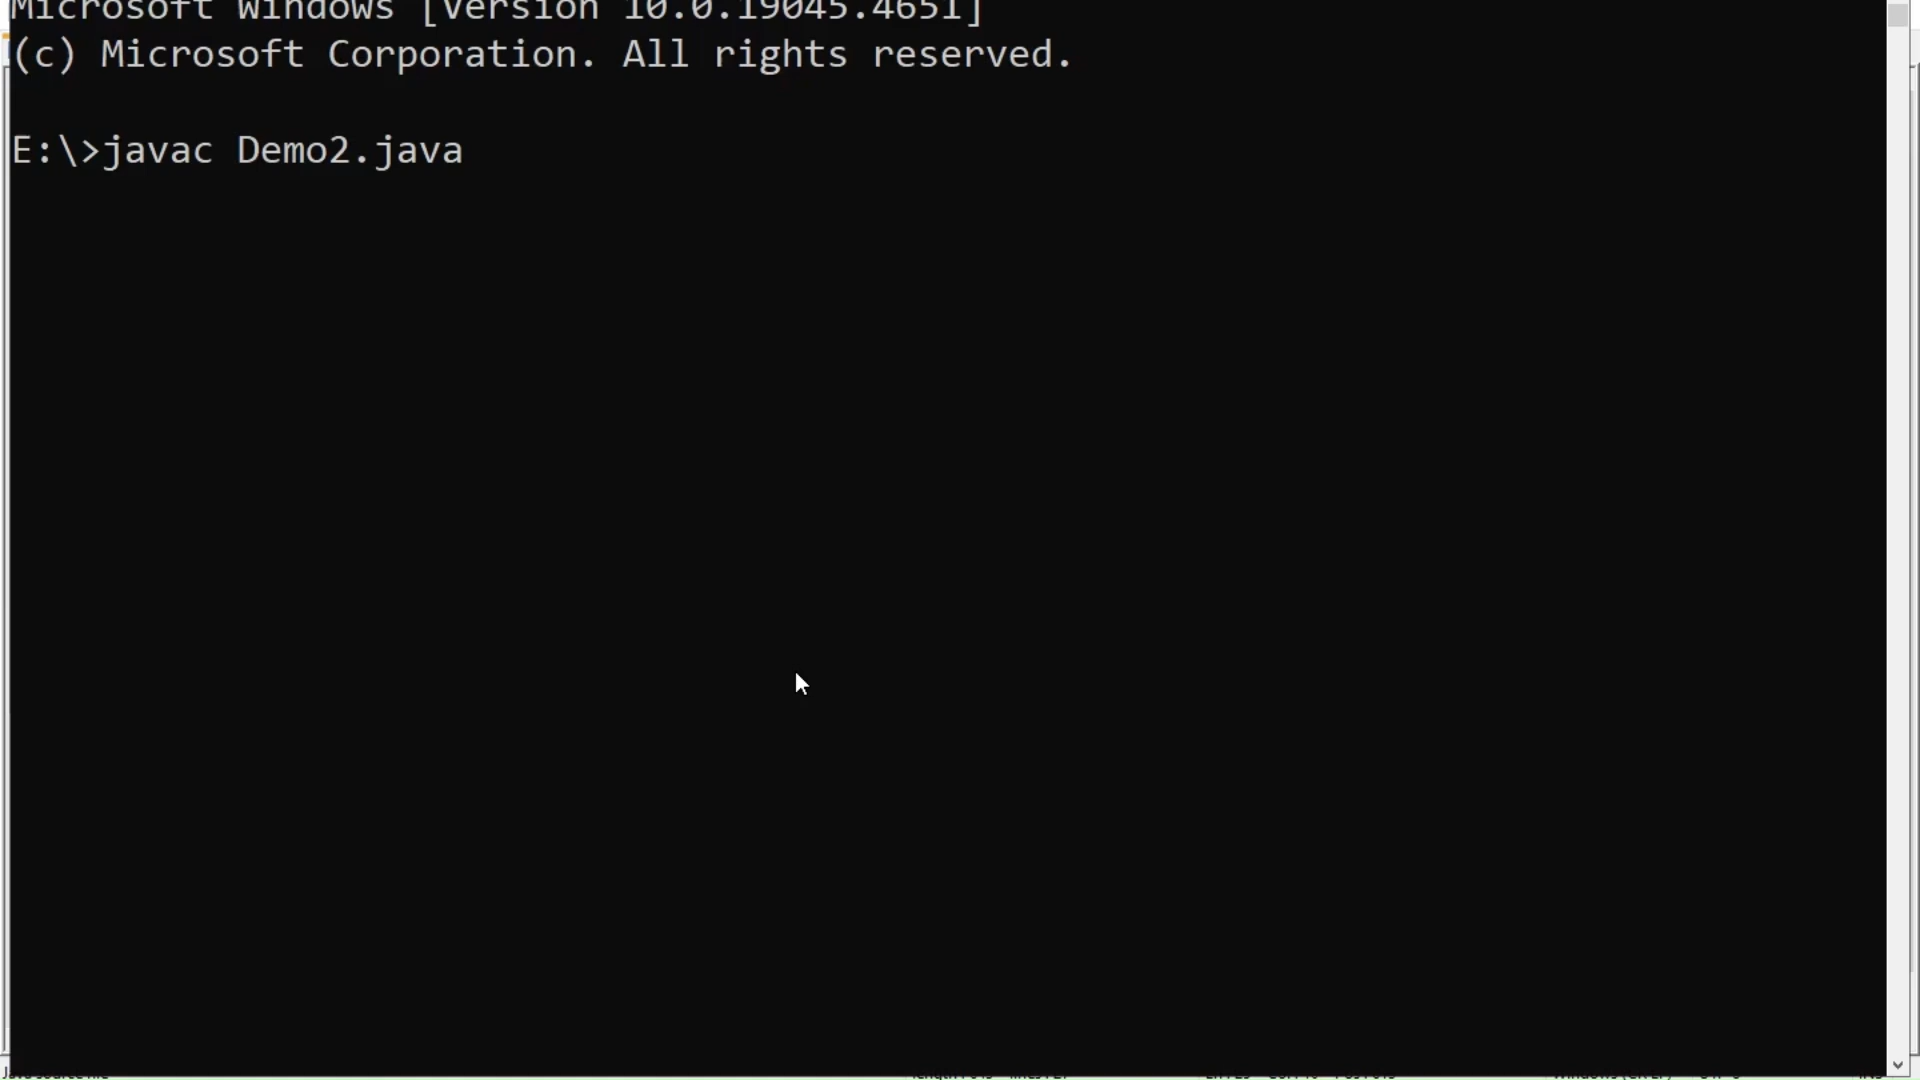 Microsoft Windows [Version 10.0.19045.4651]
(c) Microsoft Corporation. All rights reserved.
E:\>javac Demo2.java